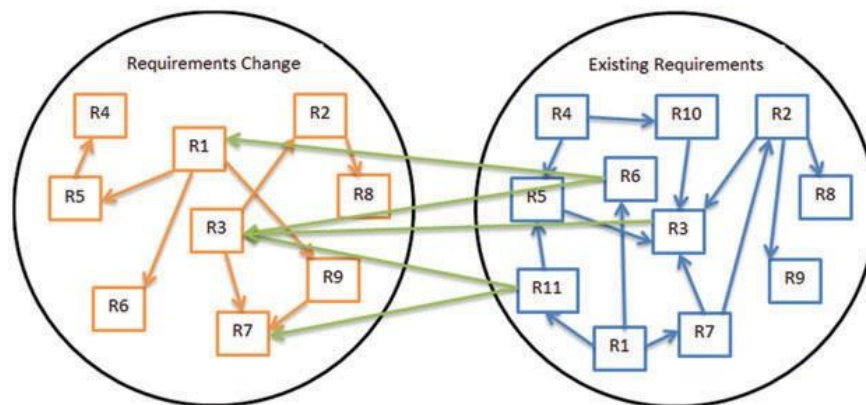 Requirements Change
R4
R2
R1
R5
R8
R3
R9
R6
R7
Existing Requirements
R4
R10
R2
R6
R5
R8
R3
R9
R11
R1
R7